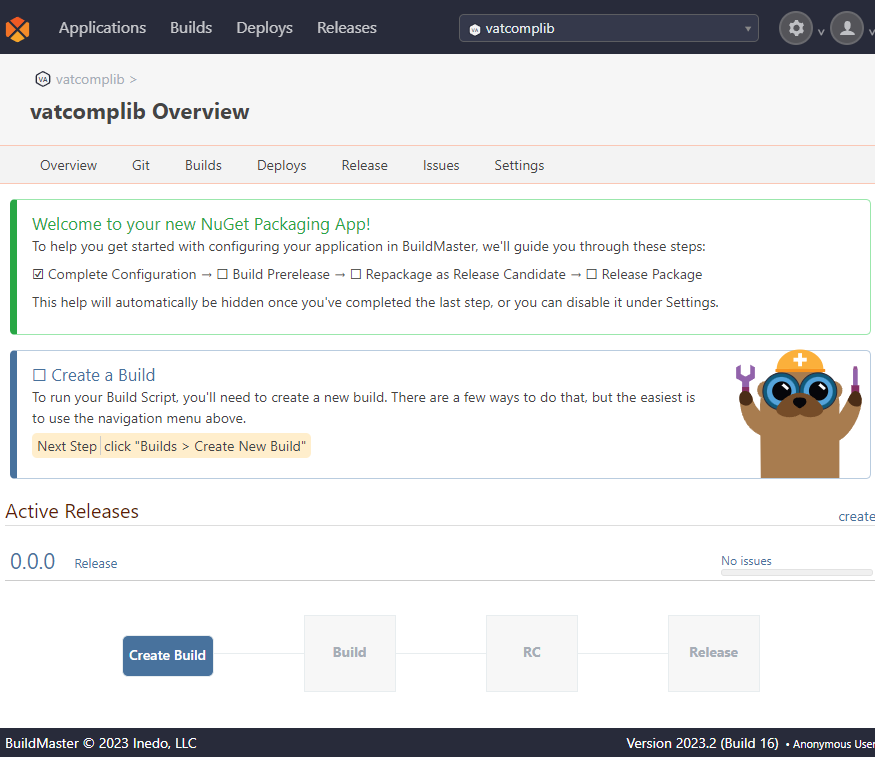 Applications Builds Deploys Releases vatcomplib
VA vatcomplib >
vatcomplib Overview
Overview Git Builds Deploys Release Issues Settings
Welcome to your new NuGet Packaging App!
To help you get started with configuring your application in BuildMaster, we'll guide you through these steps:
☑ Complete Configuration → ☐ Build Prerelease → ☐ Repackage as Release Candidate → ☐ Release Package
This help will automatically be hidden once you've completed the last step, or you can disable it under Settings.
☐ Create a Build
To run your Build Script, you'll need to create a new build. There are a few ways to do that, but the easiest is
to use the navigation menu above.
Next Step click "Builds > Create New Build"
Active Releases
create
0.0.0 Release No issues
Create Build Build RC Release
BuildMaster © 2023 Inedo, LLC Version 2023.2 (Build 16) • Anonymous User